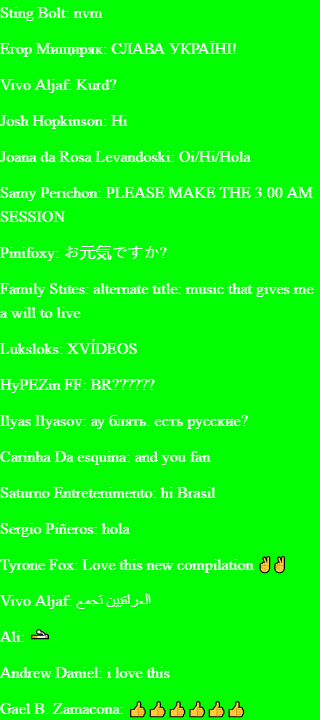 Sting Bolt: nvm
Егор Мищиряк: СЛАВА УКРАЇНІ!
Vivo Aljaf: Kurd?
Josh Hopkinson: Hi
Joana da Rosa Levandoski: Oi/Hi/Hola
Samy Perichon: PLEASE MAKE THE 3.00 AM
SESSION
Pinifoxy: お元気ですか?
Family Stites: alternate title: music that gives me
a will to live
Luksloks: XVÍDEOS
HyPEZin FF: BR??????
Ilyas Ilyasov: ау блять. есть русские?
Carinha Da esquina: and you fan
Saturno Entretenimento: hi Brasil
Sergio Piñeros: hola
Tyrone Fox: Love this new compilation ✌✌
Vivo Aljaf: العراقيين تجمع
Ali:
Andrew Daniel: i love this
Gael B. Zamacona: 👍👍👍👍👍👍